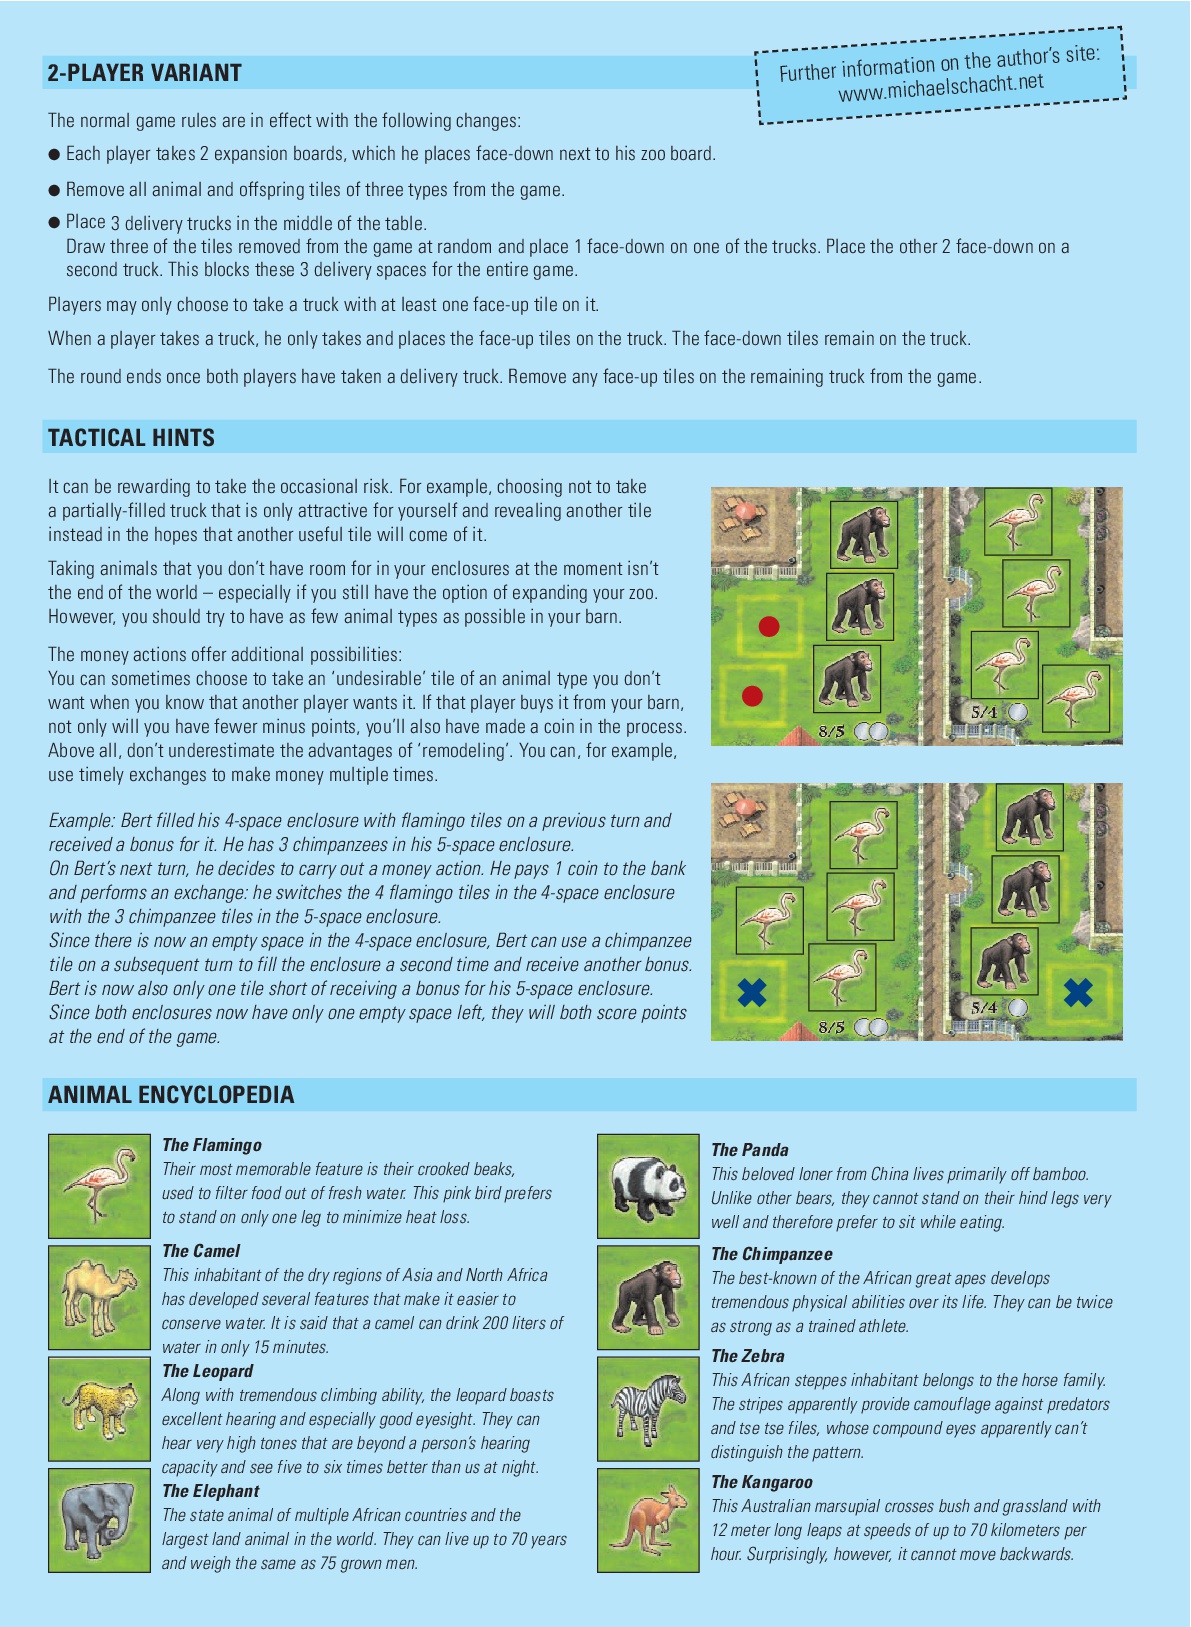 2-PLAYER VARIANT
Further information on the author's site:
www.michaelschacht.net
The normal game rules are in effect with the following changes:
● Each player takes 2 expansion boards, which he places face-down next to his zoo board.
● Remove all animal and offspring tiles of three types from the game.
● Place 3 delivery trucks in the middle of the table.
Draw three of the tiles removed from the game at random and place 1 face-down on one of the trucks. Place the other 2 face-down on a
second truck. This blocks these 3 delivery spaces for the entire game.
Players may only choose to take a truck with at least one face-up tile on it.
When a player takes a truck, he only takes and places the face-up tiles on the truck. The face-down tiles remain on the truck.
The round ends once both players have taken a delivery truck. Remove any face-up tiles on the remaining truck from the game.
TACTICAL HINTS
It can be rewarding to take the occasional risk. For example, choosing not to take
a partially-filled truck that is only attractive for yourself and revealing another tile
instead in the hopes that another useful tile will come of it.
Taking animals that you don't have room for in your enclosures at the moment isn't
the end of the world – especially if you still have the option of expanding your zoo.
However, you should try to have as few animal types as possible in your barn.
The money actions offer additional possibilities:
You can sometimes choose to take an 'undesirable' tile of an animal type you don't
want when you know that another player wants it. If that player buys it from your barn,
not only will you have fewer minus points, you'll also have made a coin in the process.
Above all, don't underestimate the advantages of 'remodeling'. You can, for example,
use timely exchanges to make money multiple times.
8/5
5/4
Example: Bert filled his 4-space enclosure with flamingo tiles on a previous turn and
received a bonus for it. He has 3 chimpanzees in his 5-space enclosure.
On Bert's next turn, he decides to carry out a money action. He pays 1 coin to the bank
and performs an exchange: he switches the 4 flamingo tiles in the 4-space enclosure
with the 3 chimpanzee tiles in the 5-space enclosure.
Since there is now an empty space in the 4-space enclosure, Bert can use a chimpanzee
tile on a subsequent turn to fill the enclosure a second time and receive another bonus.
Bert is now also only one tile short of receiving a bonus for his 5-space enclosure.
Since both enclosures now have only one empty space left, they will both score points
at the end of the game.
8/5
5/4
ANIMAL ENCYCLOPEDIA
The Flamingo
Their most memorable feature is their crooked beaks,
used to filter food out of fresh water. This pink bird prefers
to stand on only one leg to minimize heat loss.
The Camel
This inhabitant of the dry regions of Asia and North Africa
has developed several features that make it easier to
conserve water. It is said that a camel can drink 200 liters of
water in only 15 minutes.
The Leopard
Along with tremendous climbing ability, the leopard boasts
excellent hearing and especially good eyesight. They can
hear very high tones that are beyond a person's hearing
capacity and see five to six times better than us at night.
The Elephant
The state animal of multiple African countries and the
largest land animal in the world. They can live up to 70 years
and weigh the same as 75 grown men.
The Panda
This beloved loner from China lives primarily off bamboo.
Unlike other bears, they cannot stand on their hind legs very
well and therefore prefer to sit while eating.
The Chimpanzee
The best-known of the African great apes develops
tremendous physical abilities over its life. They can be twice
as strong as a trained athlete.
The Zebra
This African steppes inhabitant belongs to the horse family.
The stripes apparently provide camouflage against predators
and tse tse files, whose compound eyes apparently can't
distinguish the pattern.
The Kangaroo
This Australian marsupial crosses bush and grassland with
12 meter long leaps at speeds of up to 70 kilometers per
hour. Surprisingly, however, it cannot move backwards.